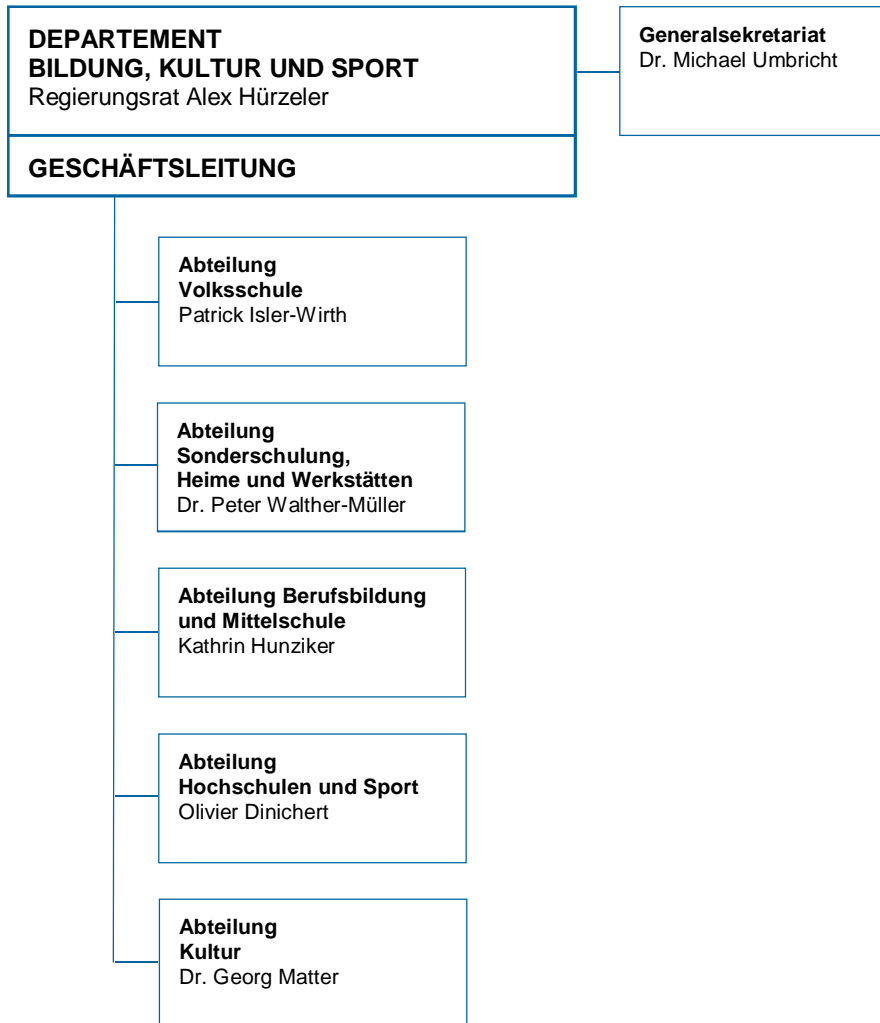 DEPARTEMENT
BILDUNG, KULTUR UND SPORT
Regierungsrat Alex Hürzeler
Generalsekretariat
Dr. Michael Umbricht
GESCHÄFTSLEITUNG
Abteilung
Volksschule
Patrick Isler-Wirth
Abteilung
Sonderschulung,
Heime und Werkstätten
Dr. Peter Walther-Müller
Abteilung Berufsbildung
und Mittelschule
Kathrin Hunziker
Abteilung
Hochschulen und Sport
Olivier Dinichert
Abteilung
Kultur
Dr. Georg Matter